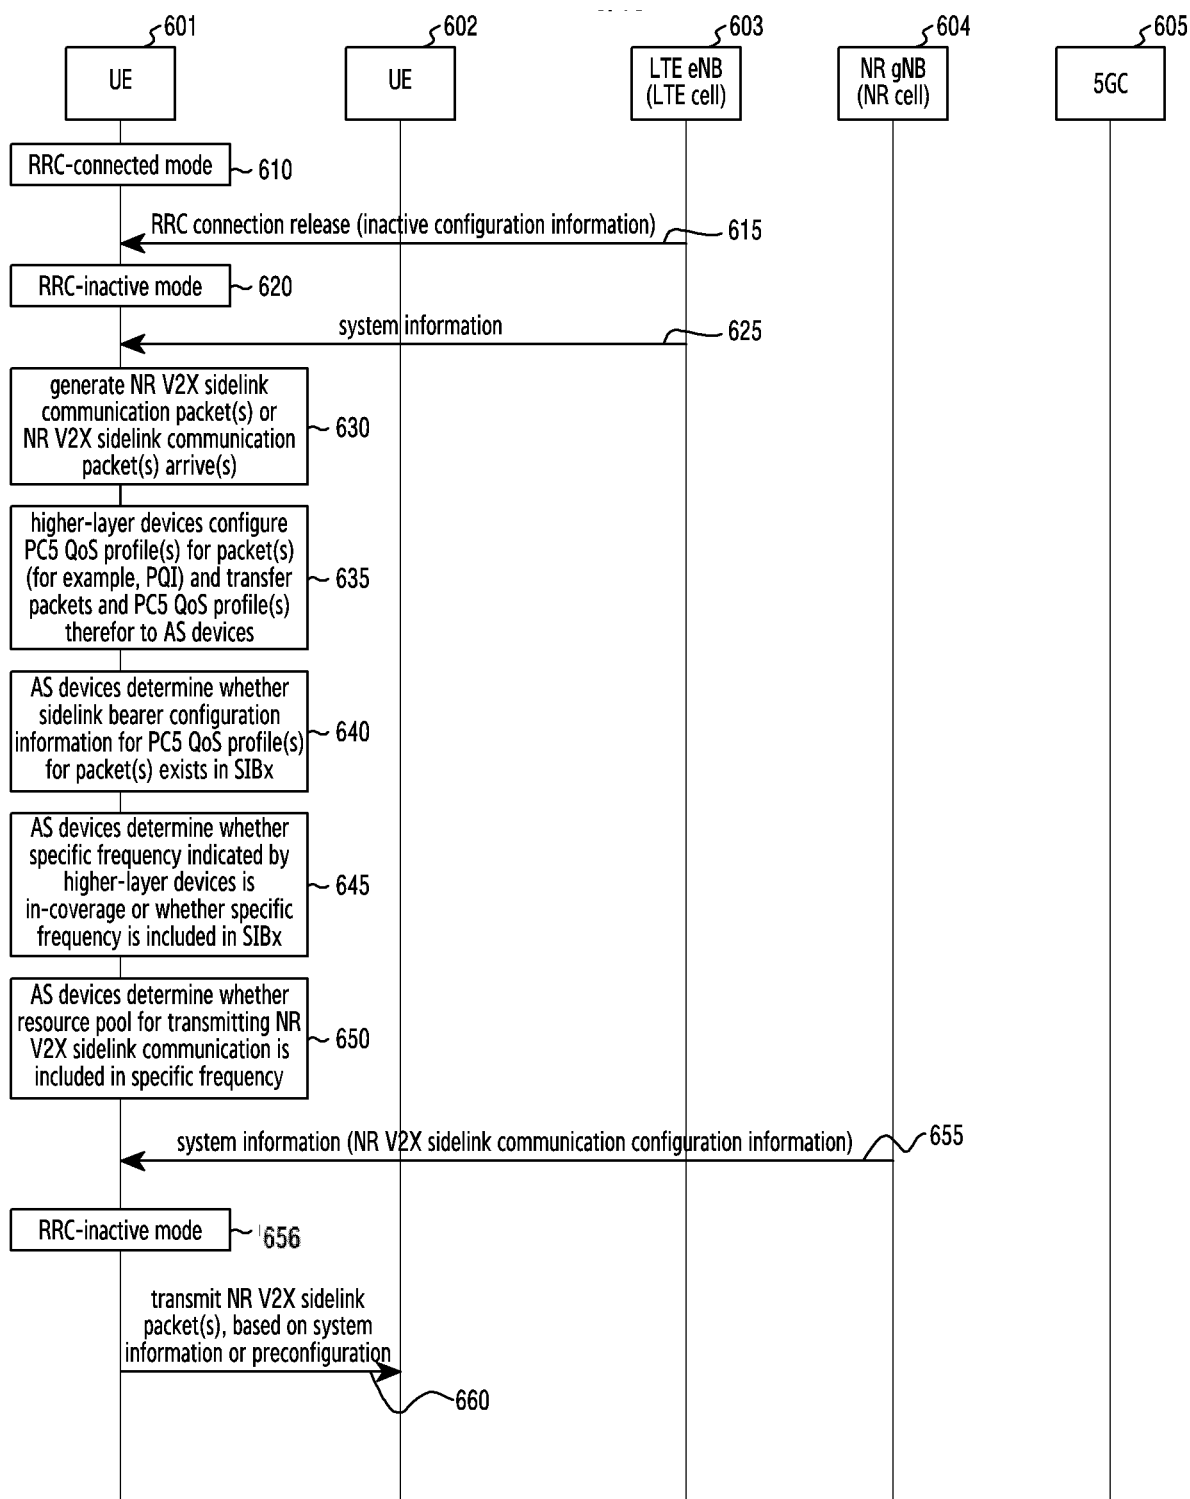 601
602
603
604
605
UE
UE
LTE eNB
(LTE cell)
NR gNB
(NR cell)
5GC
RRC-connected mode
610
RRC connection release (inactive configuration information)
615
RRC-inactive mode
620
system information
625
generate NR V2X sidelink
communication packet(s) or
NR V2X sidelink communication
packet(s) arrive(s)
630
higher-layer devices configure
PC5 QoS profile(s) for packet(s)
(for example, PQI) and transfer
packets and PC5 QoS profile(s)
therefor to AS devices
635
AS devices determine whether
sidelink bearer configuration
information for PC5 QoS profile(s)
for packet(s) exists in SIBx
640
AS devices determine whether
specific frequency indicated by
higher-layer devices is
in-coverage or whether specific
frequency is included in SIBx
645
AS devices determine whether
resource pool for transmitting NR
V2X sidelink communication is
included in specific frequency
650
system information (NR V2X sidelink communication configuration information)
655
RRC-inactive mode
656
transmit NR V2X sidelink
packet(s), based on system
information or preconfiguration
660